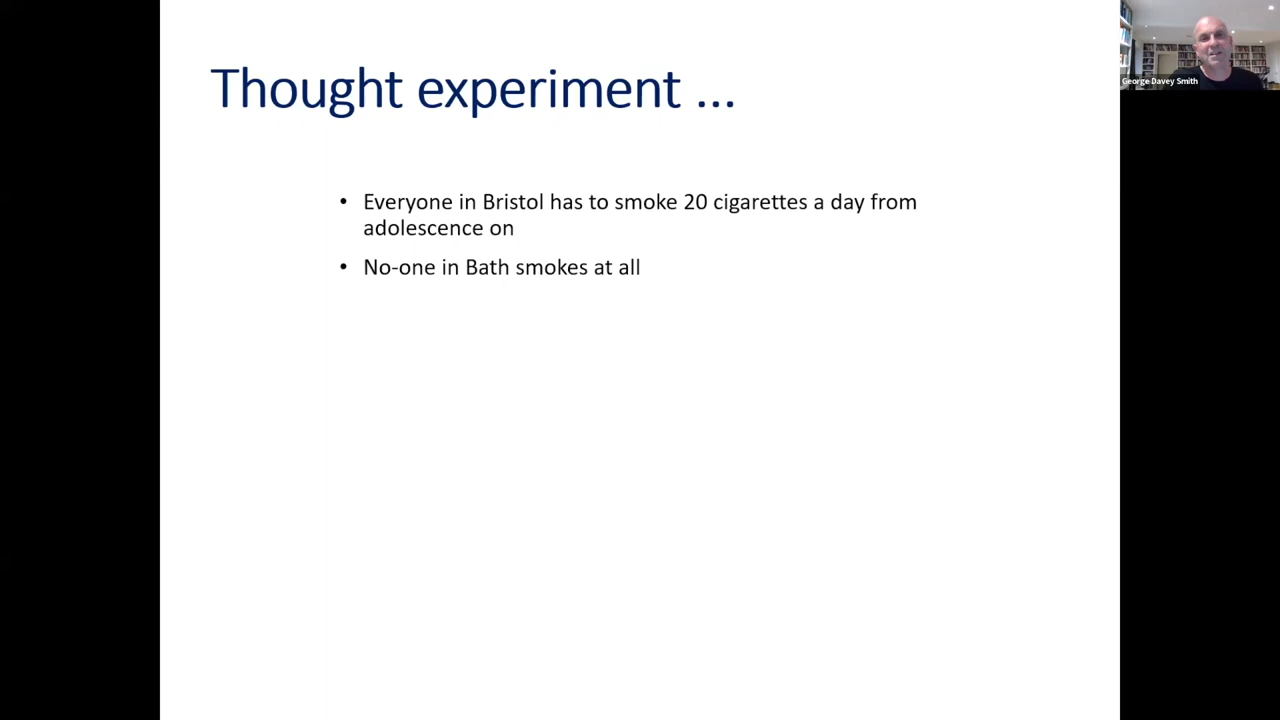 Thought experiment ...
George Davey Smith
• Everyone in Bristol has to smoke 20 cigarettes a day from
adolescence on
• No-one in Bath smokes at all